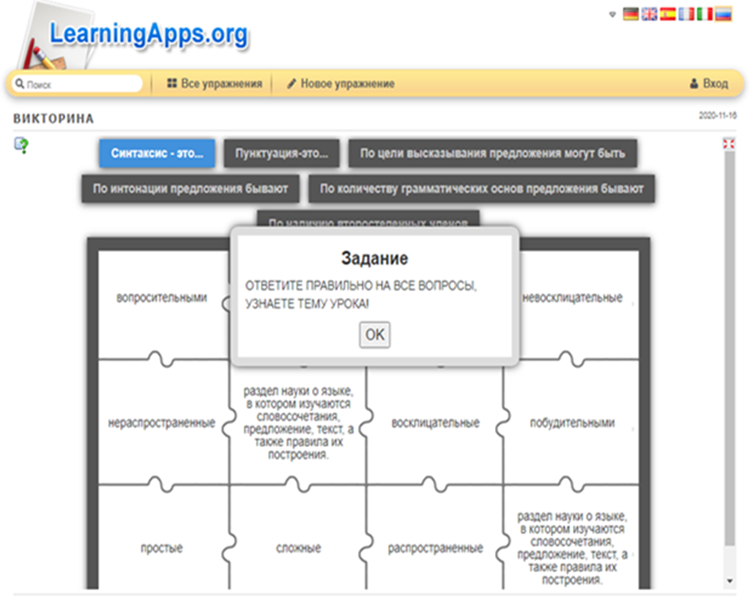 LearningApps.org
Поиск
Все упражнения
Новое упражнение
Вход
ВИКТОРИНА
2020-11-16
Синтаксис - это...
Пунктуация-это...
По цели высказывания предложения могут быть
По интонации предложения бывают
По количеству грамматических основ предложения бывают
По наличию второстепенных членов
Задание
ОТВЕТИТЕ ПРАВИЛЬНО НА ВСЕ ВОПРОСЫ,
УЗНАЕТЕ ТЕМУ УРОКА!
OK
вопросительными
невосклицательные
нераспространенные
раздел науки о языке,
в котором изучаются
словосочетания,
предложение, текст, а
также правила их
построения.
восклицательные
побудительными
простые
сложные
распространенные
раздел науки о языке,
в котором изучаются
словосочетания,
предложение, текст, а
также правила их
построения.